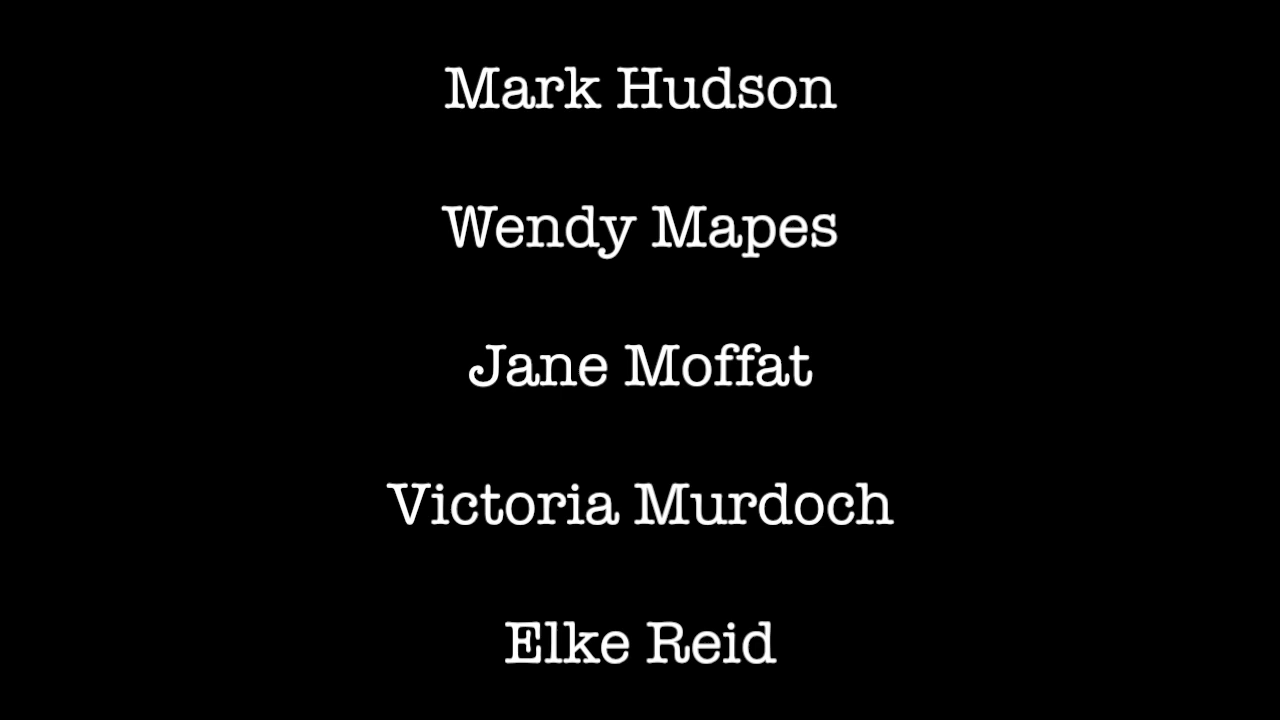 Mark Hudson
Wendy Mapes
Jane Moffat
Victoria Murdoch
Elke Reid